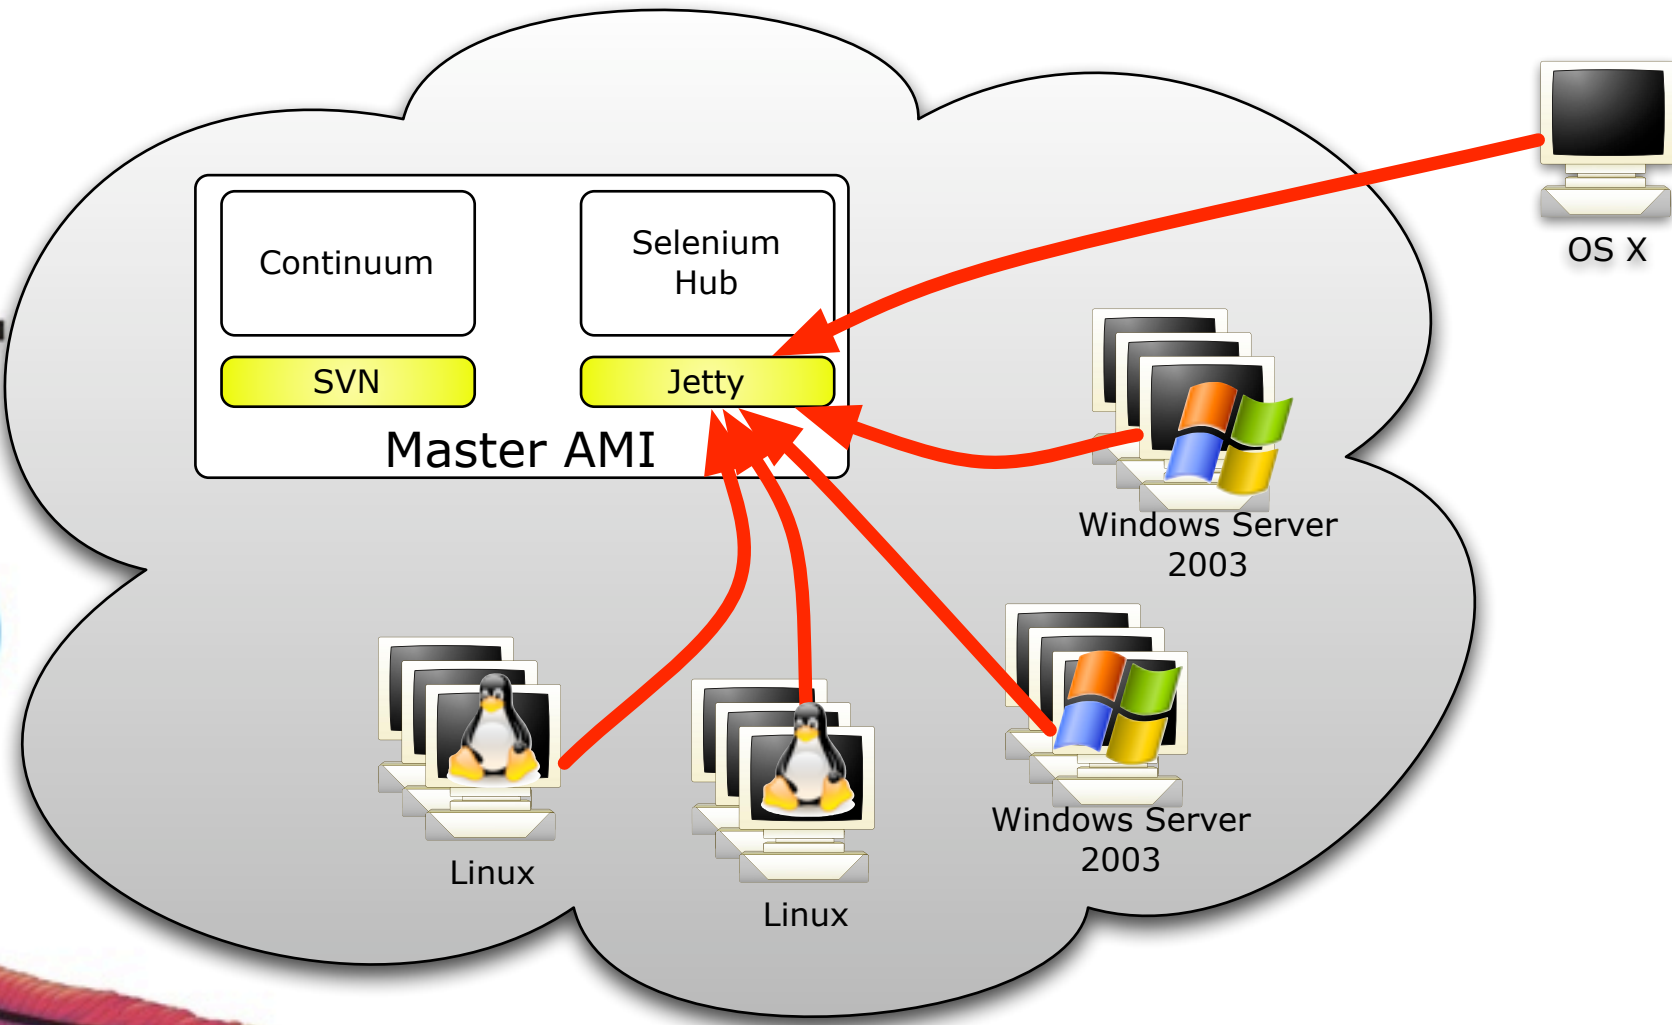 Continuum
Selenium
Hub
SVN
Jetty
Master AMI
OS X
Windows Server
2003
Windows Server
2003
Linux
Linux